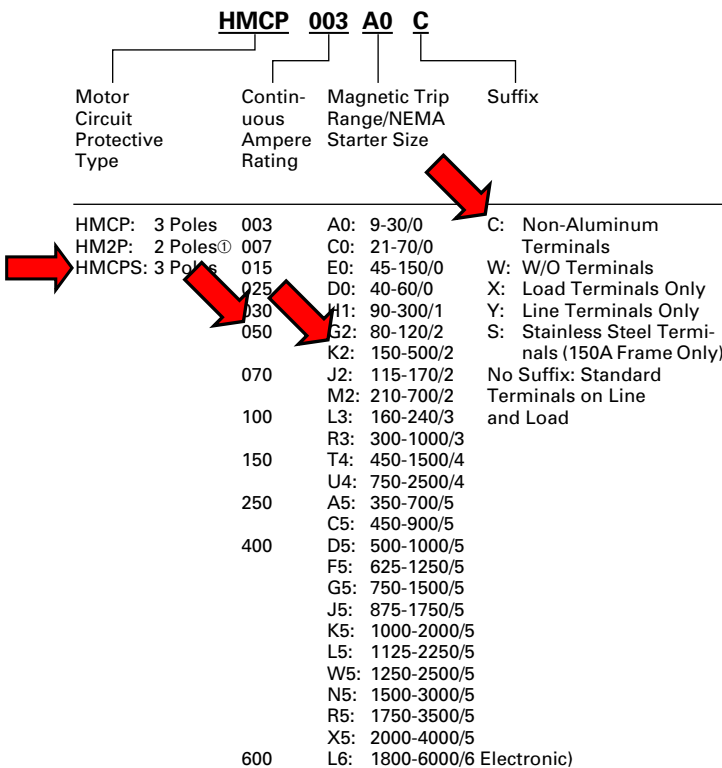 HMCP 003 A0 C
Motor Circuit Protective Type
Contin-uous Ampere Rating
Magnetic Trip Range/NEMA Starter Size
Suffix
HMCP: 3 Poles 003 A0: 9-30/0 C: Non-Aluminum
HM2P: 2 Poles① 007 C0: 21-70/0 Terminals
HMCPS: 3 Poles 015 E0: 45-150/0 W: W/O Terminals
025 D0: 40-60/0 X: Load Terminals Only
030 H1: 90-300/1 Y: Line Terminals Only
050 G2: 80-120/2 S: Stainless Steel Termi-
K2: 150-500/2 nals (150A Frame Only)
070 J2: 115-170/2 No Suffix: Standard
M2: 210-700/2 Terminals on Line
100 L3: 160-240/3 and Load
R3: 300-1000/3
150 T4: 450-1500/4
U4: 750-2500/4
250 A5: 350-700/5
C5: 450-900/5
400 D5: 500-1000/5
F5: 625-1250/5
G5: 750-1500/5
J5: 875-1750/5
K5: 1000-2000/5
L5: 1125-2250/5
W5: 1250-2500/5
N5: 1500-3000/5
R5: 1750-3500/5
X5: 2000-4000/5
600 L6: 1800-6000/6 Electronic)